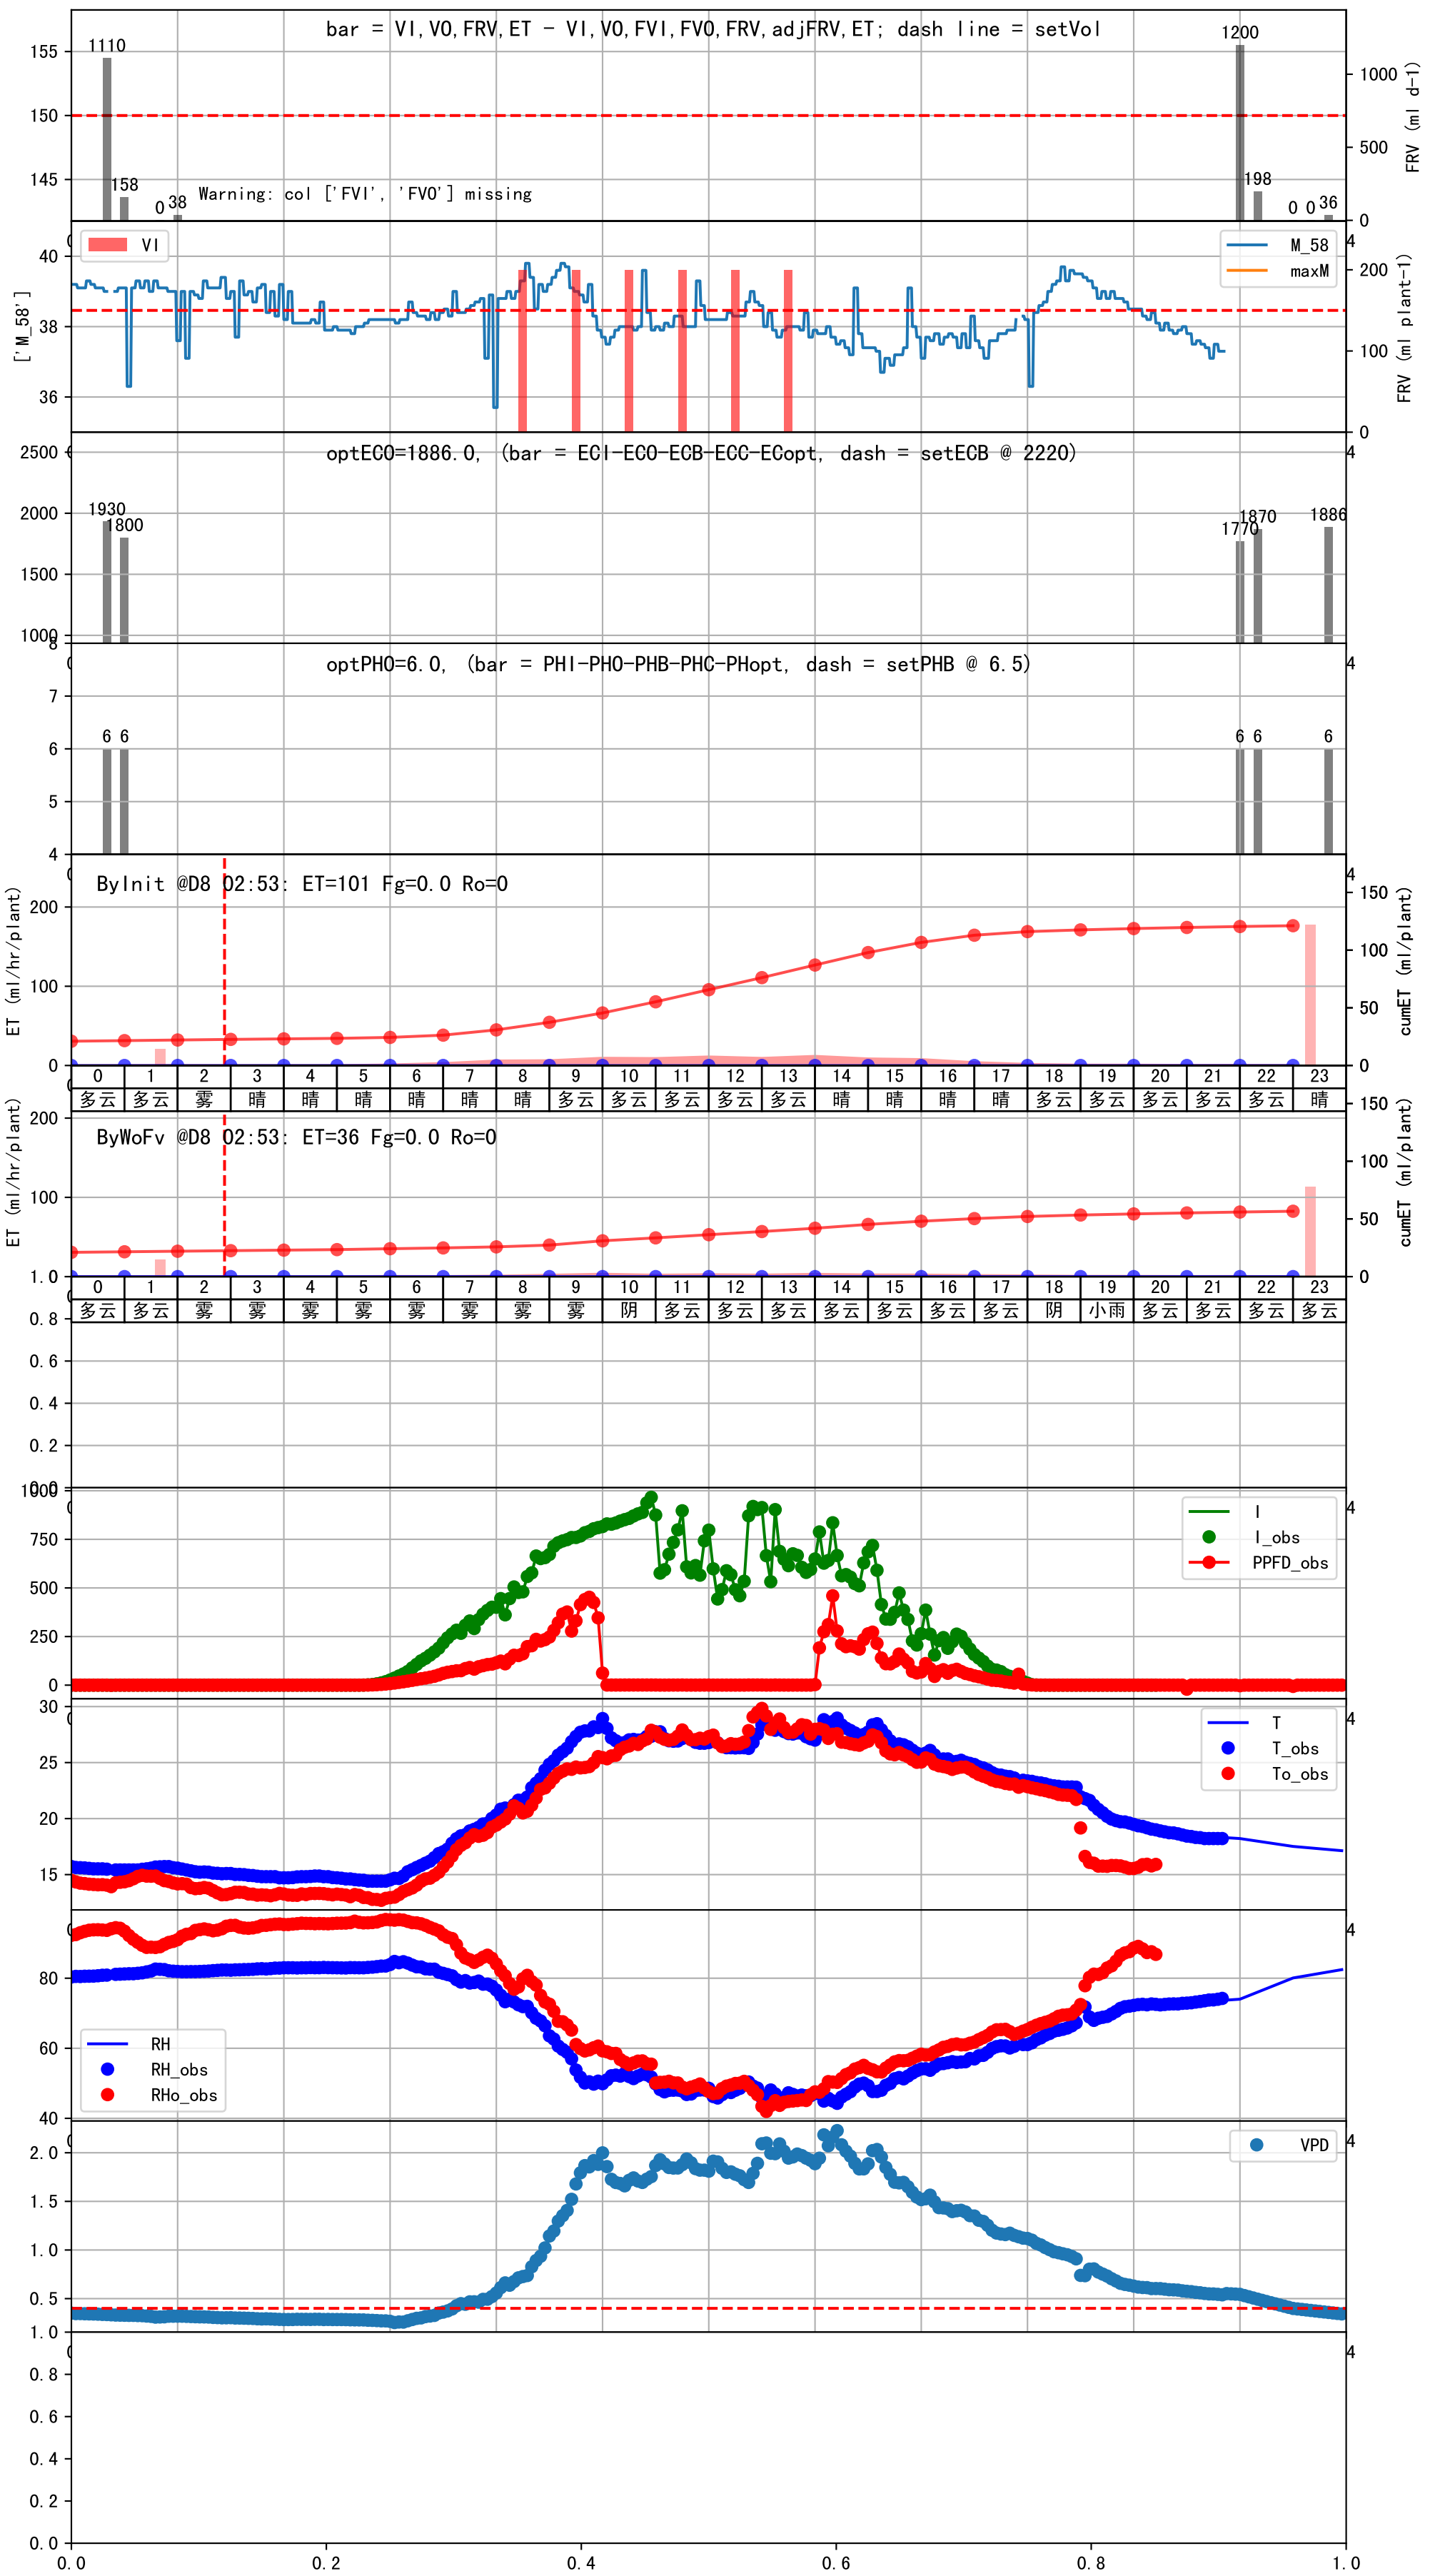 bar = VI,VO,FRV,ET - VI,VO,FVI,FVO,FRV,adjFRV,ET; dash line = setVol
155
150
145
1110
158
0
38
Warning: col ['FVI', 'FVO'] missing
1200
198
0
0
36
1000
500
0
FRV (ml d-1)
4
VI
M_58
maxM
['M_58']
40
38
36
200
100
0
FRV (ml plant-1)
4
optECO=1886.0, (bar = ECI-ECO-ECB-ECC-ECopt, dash = setECB @ 2220)
2500
2000
1500
1000
1930
1800
1770
1870
1886
4
optPHO=6.0, (bar = PHI-PHO-PHB-PHC-PHopt, dash = setPHB @ 6.5)
8
7
6
5
4
6
6
6
6
6
4
ByInit @D8 02:53: ET=101 Fg=0.0 Ro=0
ET (ml/hr/plant)
200
100
0
150
100
50
0
cumET (ml/plant)
0 1 2 3 4 5 6 7 8 9 10 11 12 13 14 15 16 17 18 19 20 21 22 23
多云 多云 雾 晴 晴 晴 晴 晴 晴 多云 多云 多云 多云 多云 晴 晴 晴 晴 多云 多云 多云 多云 多云 晴
ByWoFv @D8 02:53: ET=36 Fg=0.0 Ro=0
ET (ml/hr/plant)
200
100
150
100
50
0
cumET (ml/plant)
0 1 2 3 4 5 6 7 8 9 10 11 12 13 14 15 16 17 18 19 20 21 22 23
多云 多云 雾 雾 雾 雾 雾 雾 雾 雾 阴 多云 多云 多云 多云 多云 多云 多云 阴 小雨 多云 多云 多云 多云
1.0
0.8
0.6
0.4
0.2
0.0
4
I
I_obs
PPFD_obs
1000
750
500
250
0
4
T
T_obs
To_obs
30
25
20
15
4
RH
RH_obs
RHo_obs
80
60
40
4
VPD
2.0
1.5
1.0
0.5
4
1.0
0.8
0.6
0.4
0.2
0.0
0.0 0.2 0.4 0.6 0.8 1.0